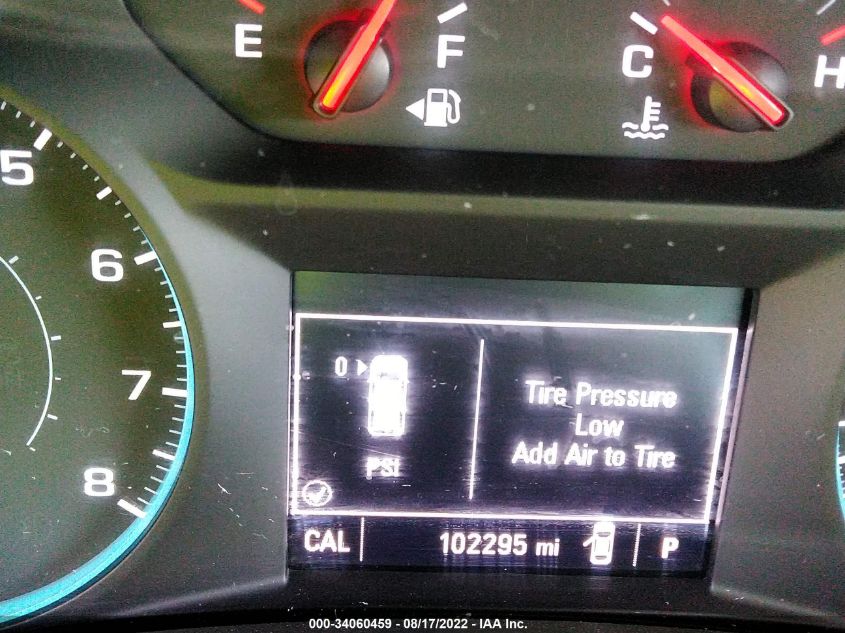 E F C H
5
6
7
8
0
PSI
Tire Pressure
Low
Add Air to Tire
CAL 102295 mi P
000-34060459 - 08/17/2022 - IAA Inc.